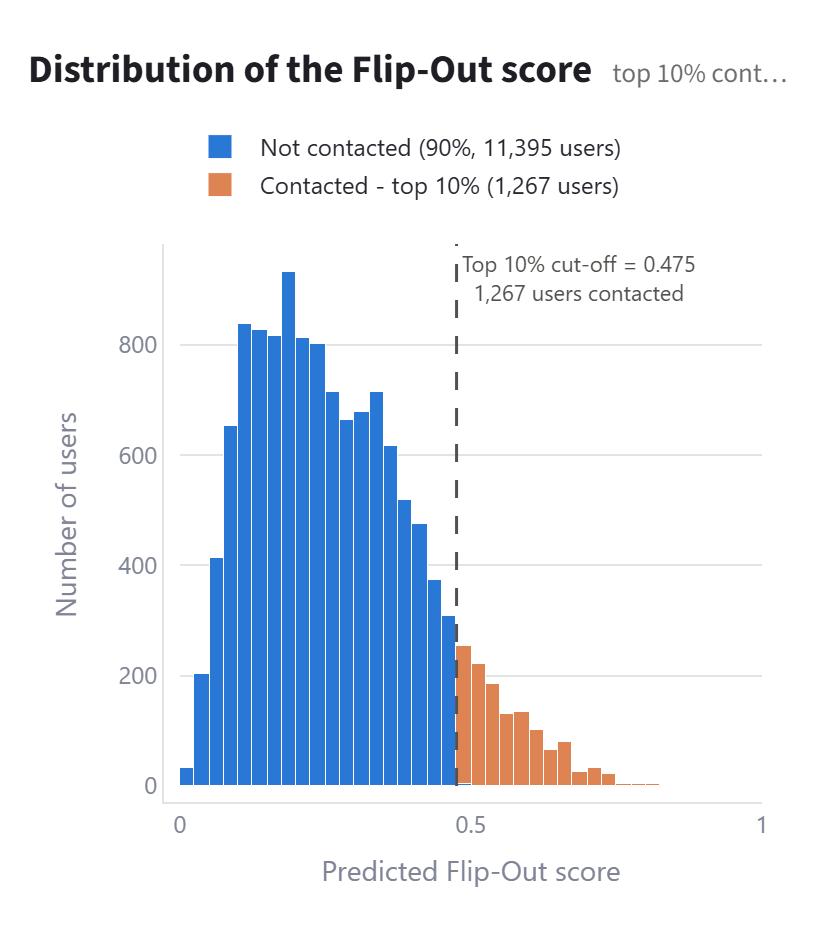 Distribution of the Flip-Out score top 10% cont…
Not contacted (90%, 11,395 users)
Contacted - top 10% (1,267 users)
Top 10% cut-off = 0.475
1,267 users contacted
800
600
400
200
0
Number of users
0 0.5 1
Predicted Flip-Out score